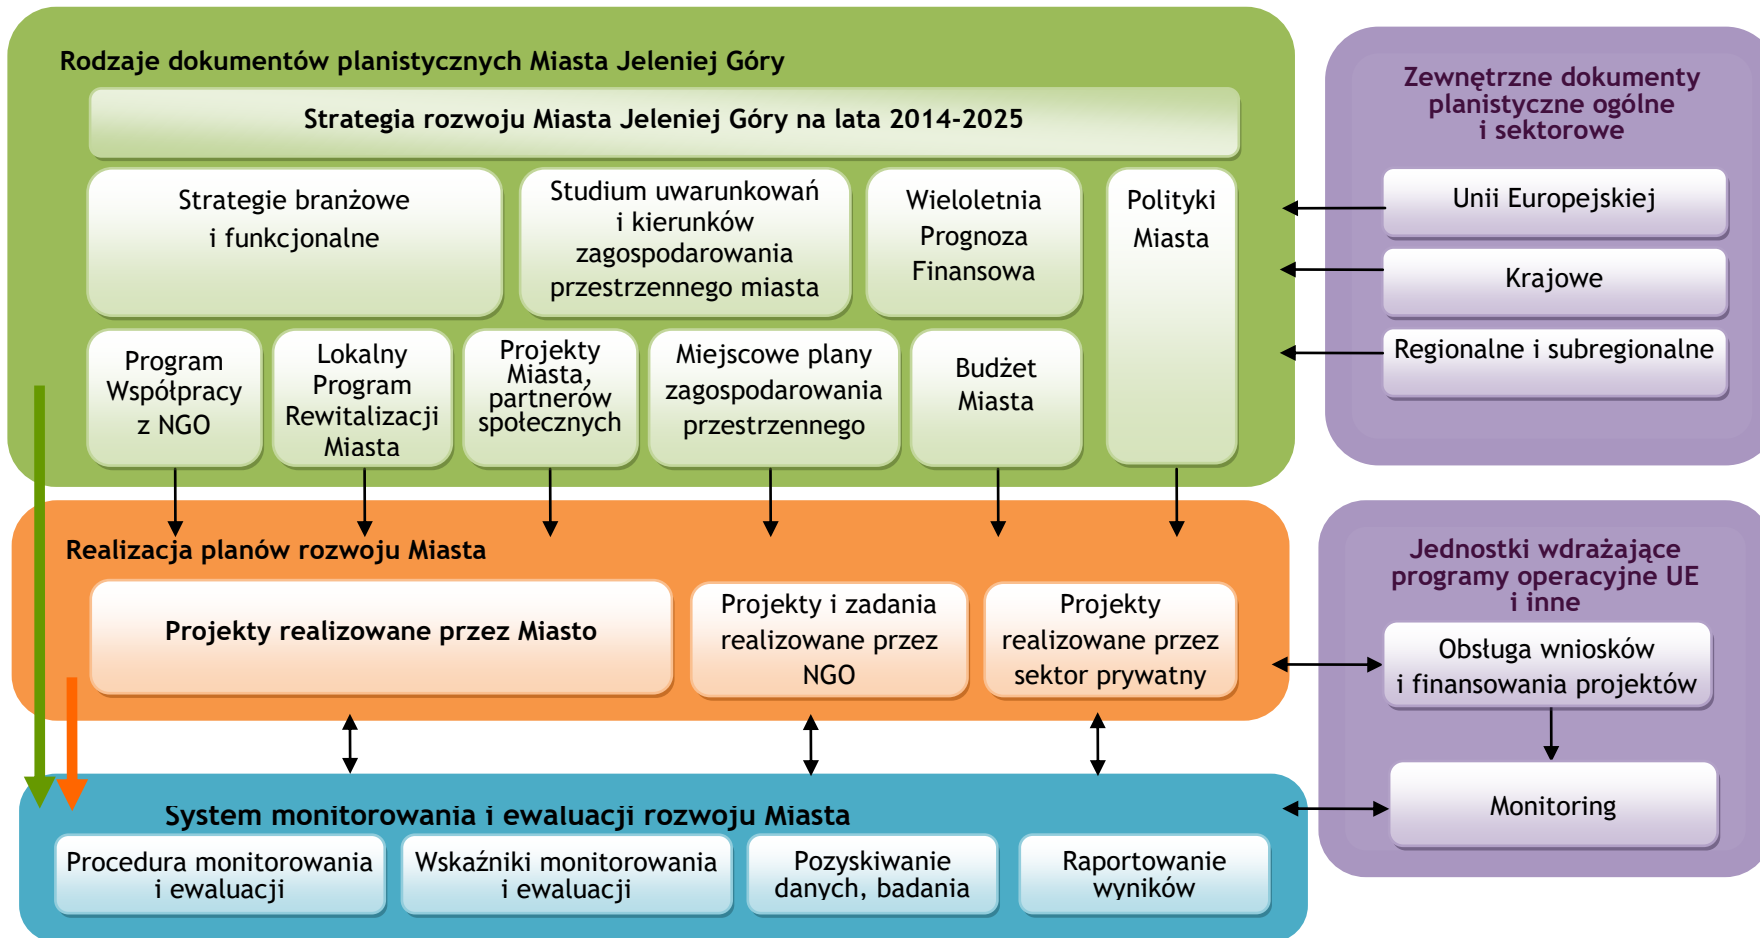 Rodzaje dokumentów planistycznych Miasta Jeleniej Góry
Strategia rozwoju Miasta Jeleniej Góry na lata 2014-2025
Strategie branżowe
i funkcjonalne
Studium uwarunkowań
i kierunków
zagospodarowania
przestrzennego miasta
Wieloletnia
Prognoza
Finansowa
Polityki
Miasta
Program
Współpracy
z NGO
Lokalny
Program
Rewitalizacji
Miasta
Projekty
Miasta,
partnerów
społecznych
Miejscowe plany
zagospodarowania
przestrzennego
Budżet
Miasta
Zewnętrzne dokumenty
planistyczne ogólne
i sektorowe
Unii Europejskiej
Krajowe
Regionalne i subregionalne
Realizacja planów rozwoju Miasta
Projekty realizowane przez Miasto
Projekty i zadania
realizowane przez
NGO
Projekty
realizowane przez
sektor prywatny
Jednostki wdrażające
programy operacyjne UE
i inne
Obsługa wniosków
i finansowania projektów
Monitoring
System monitorowania i ewaluacji rozwoju Miasta
Procedura monitorowania
i ewaluacji
Wskaźniki monitorowania
i ewaluacji
Pozyskiwanie
danych, badania
Raportowanie
wyników